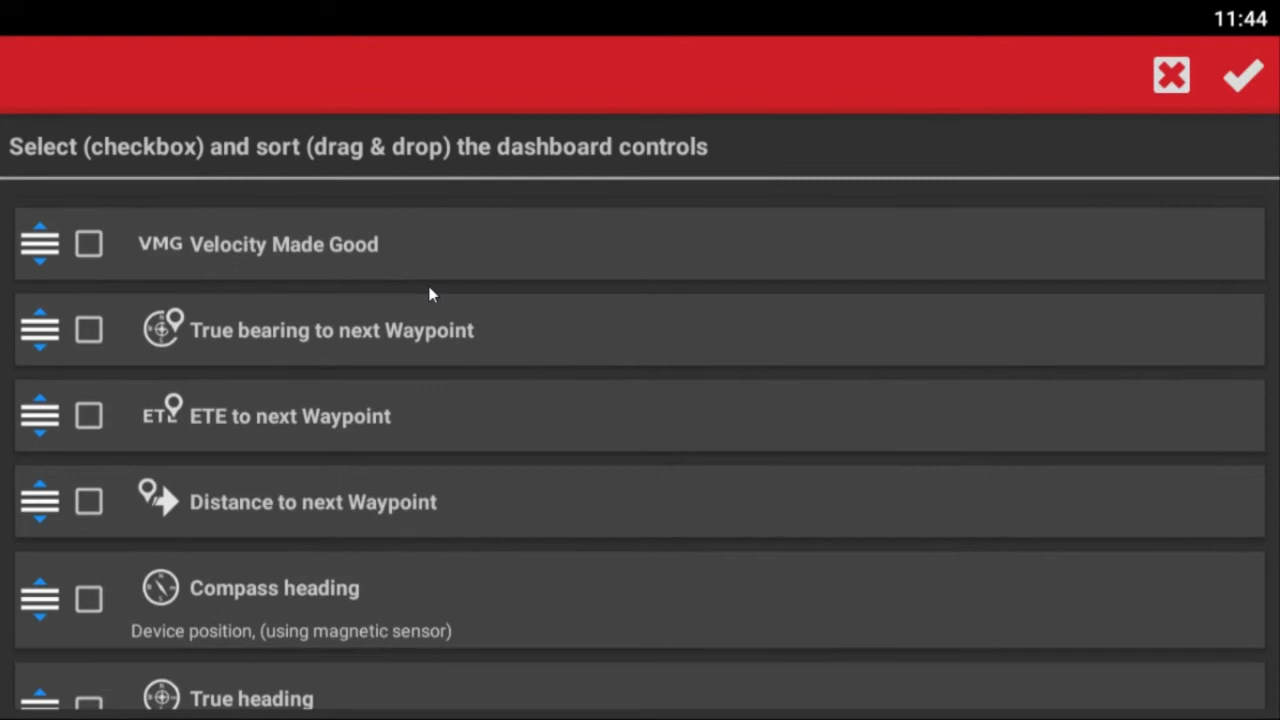 11:44
Select (checkbox) and sort (drag & drop) the dashboard controls
VMG Velocity Made Good
True bearing to next Waypoint
ETE ETE to next Waypoint
Distance to next Waypoint
Compass heading
Device position, (using magnetic sensor)
True heading